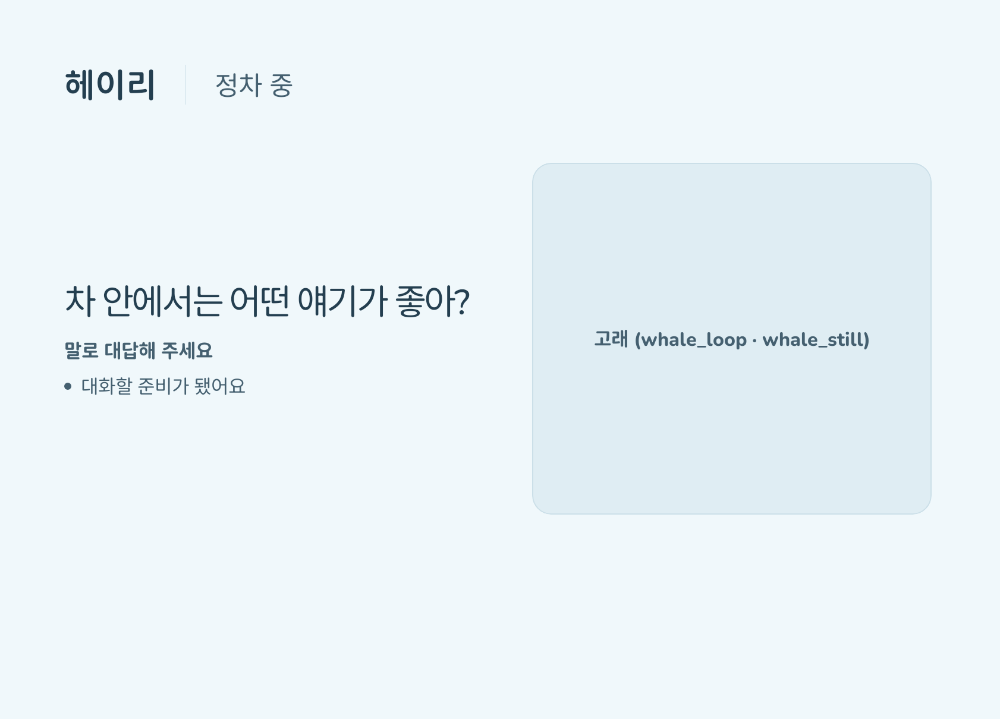 헤이리
정차 중
차 안에서는 어떤 얘기가 좋아?
말로 대답해 주세요
• 대화할 준비가 됐어요
고래 (whale_loop · whale_still)